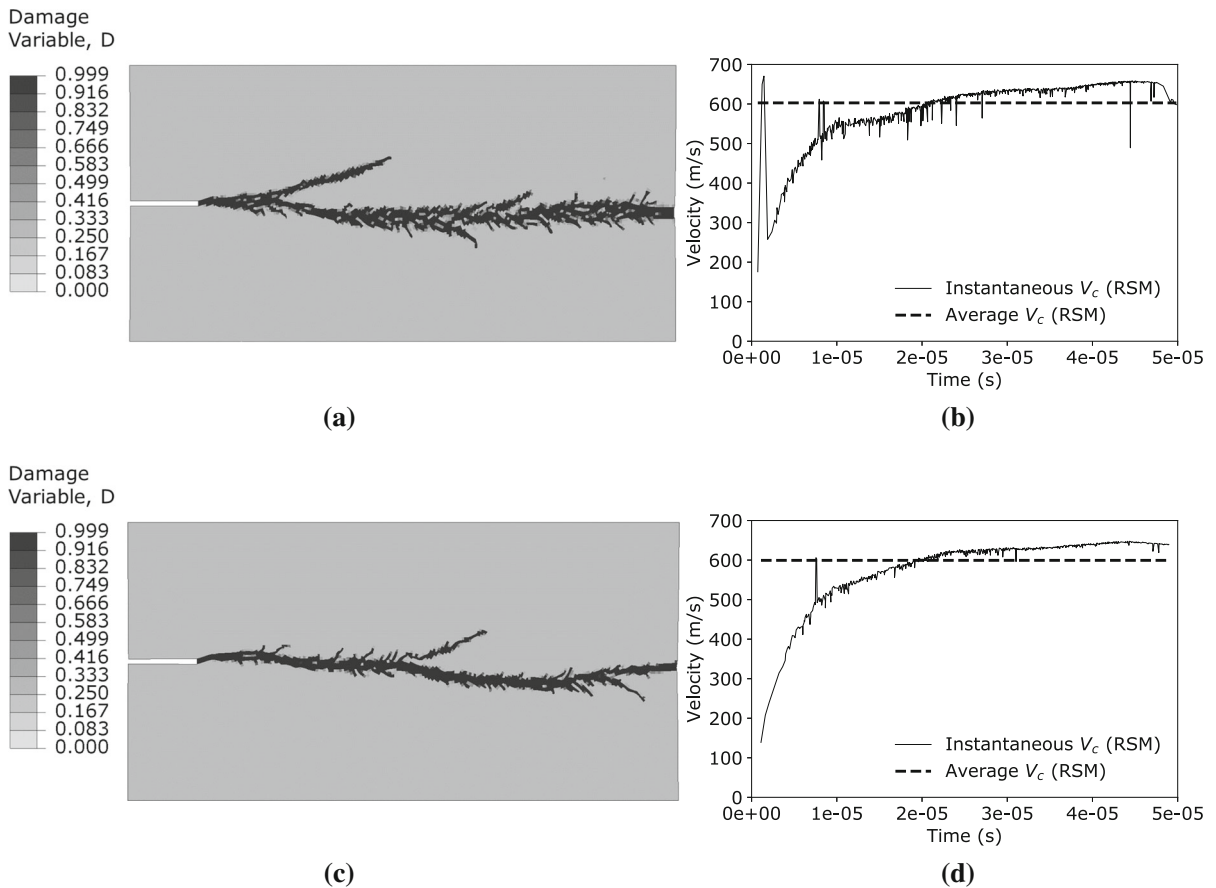 Damage
Variable, D
0.999
0.916
0.832
0.749
0.666
0.583
0.499
0.416
0.333
0.250
0.167
0.083
0.000
(a)
700
600
500
400
300
200
100
0
Velocity (m/s)
Instantaneous Vc (RSM)
Average Vc (RSM)
0e+00 1e-05 2e-05 3e-05 4e-05 5e-05
Time (s)
(b)
Damage
Variable, D
0.999
0.916
0.832
0.749
0.666
0.583
0.499
0.416
0.333
0.250
0.167
0.083
0.000
(c)
700
600
500
400
300
200
100
0
Velocity (m/s)
Instantaneous Vc (RSM)
Average Vc (RSM)
0e+00 1e-05 2e-05 3e-05 4e-05 5e-05
Time (s)
(d)